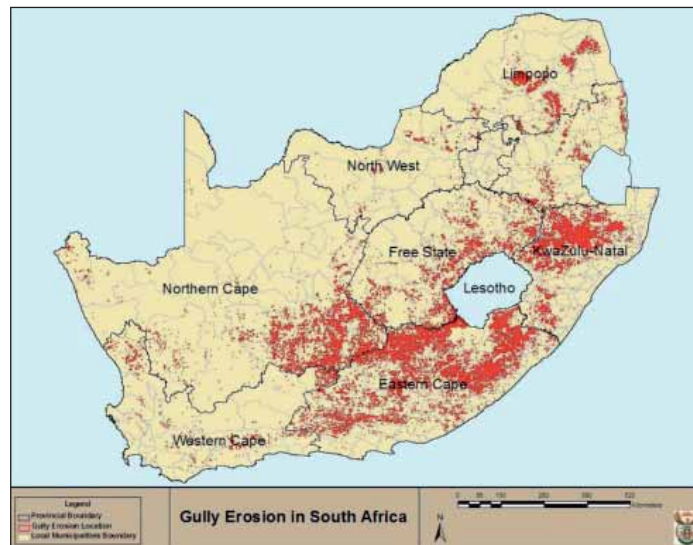 Limpopo
North West
Free State
KwaZulu-Natal
Northern Cape
Lesotho
Eastern Cape
Western Cape
Legend
Provincial Boundary
Gully Erosion Location
Local Municipalities Boundary
Gully Erosion in South Africa
N
Kilometers